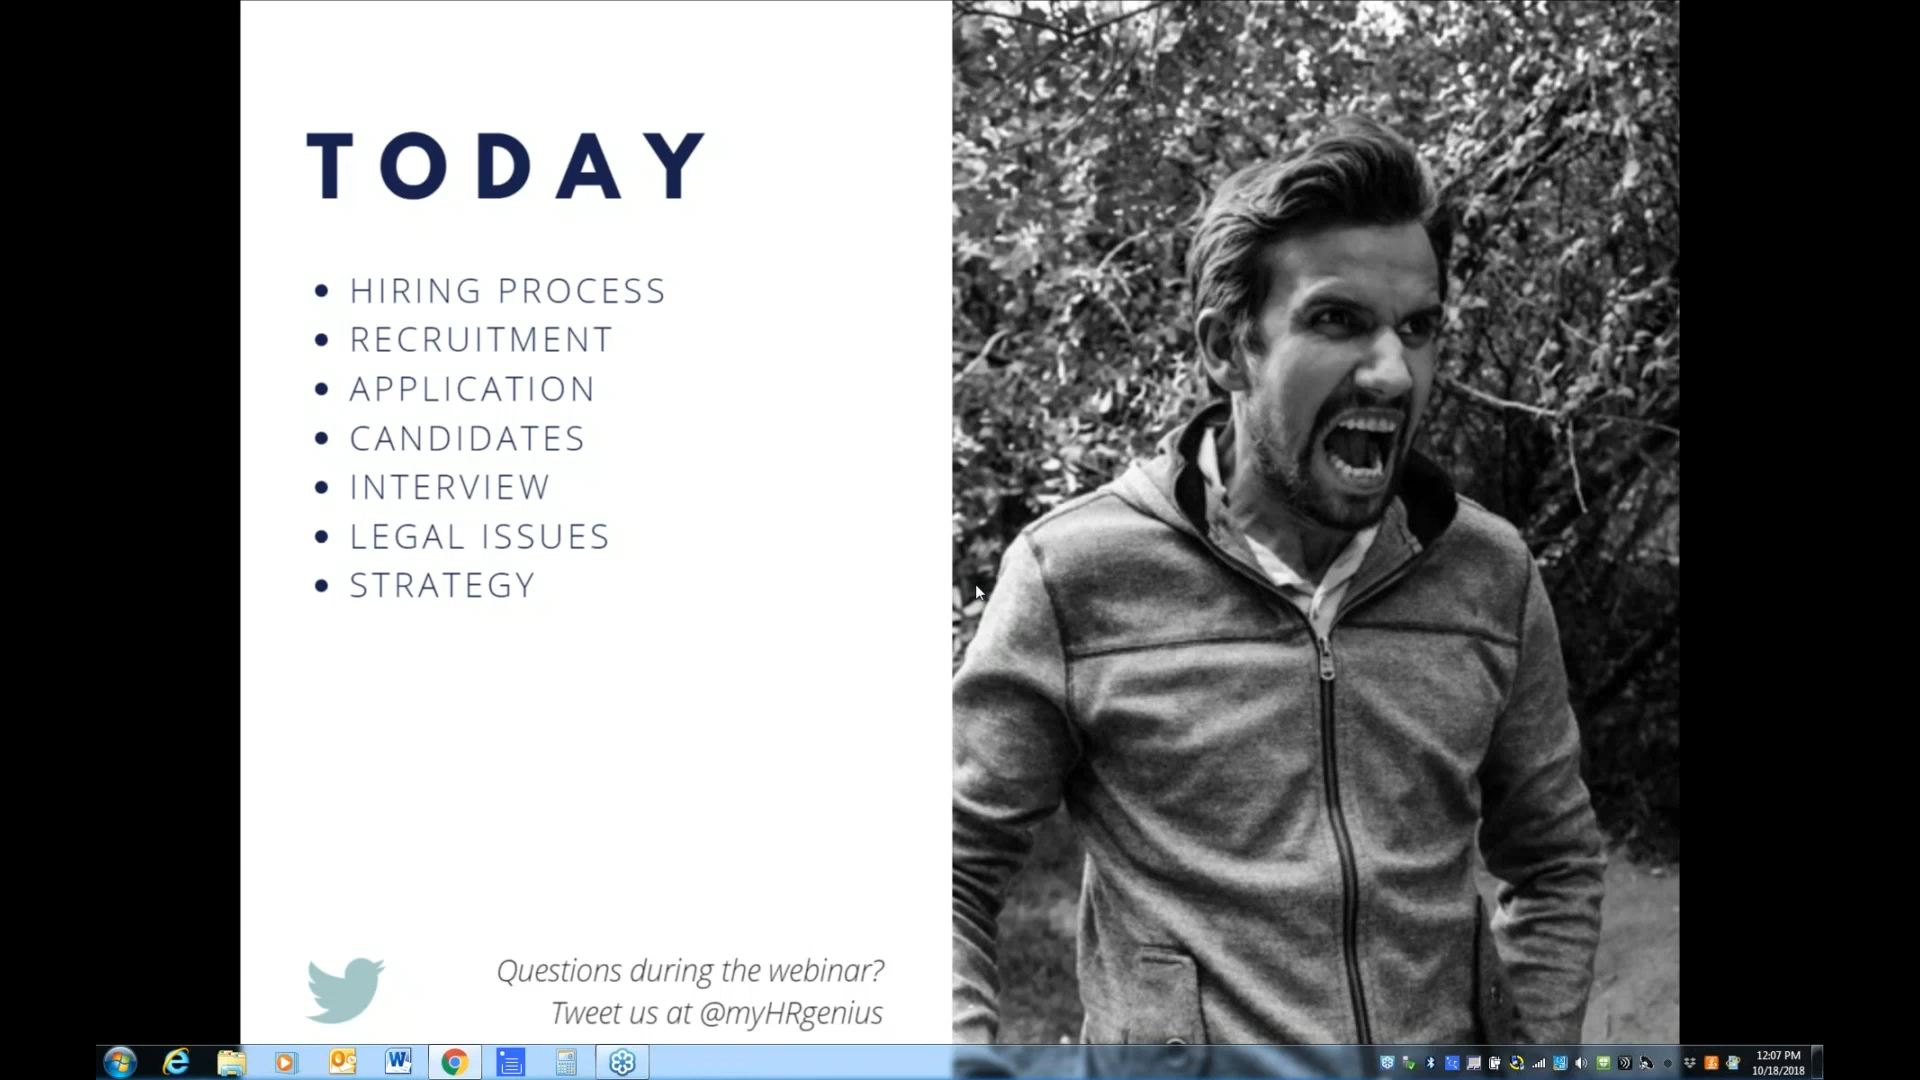 TODAY
HIRING PROCESS
RECRUITMENT
APPLICATION
CANDIDATES
INTERVIEW
LEGAL ISSUES
STRATEGY
Questions during the webinar?
Tweet us at @myHRgenius
12:07 PM
10/18/2018